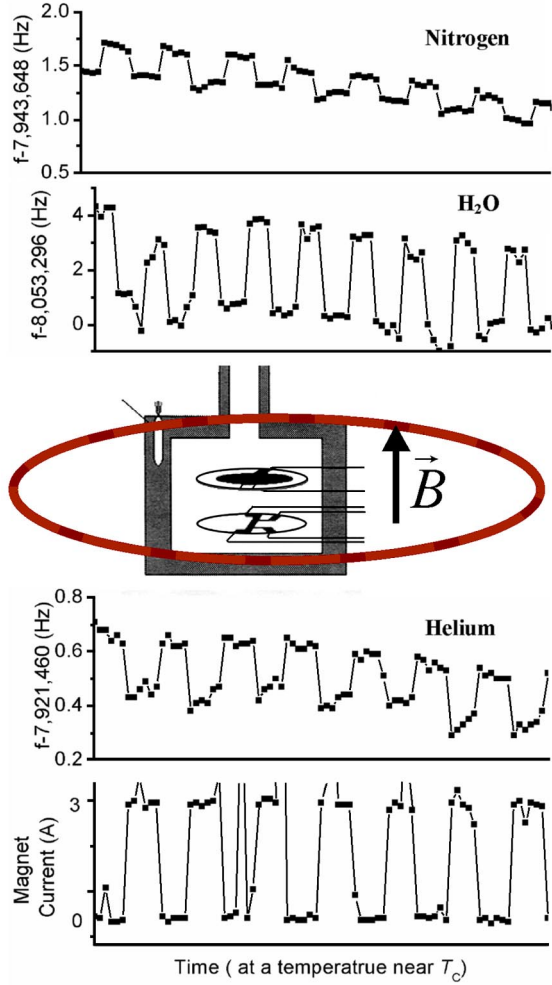 Nitrogen
f-7,943,648 (Hz)
2.0
1.5
1.0
0.5
H₂O
f-8,053,296 (Hz)
4
2
0
B
Helium
f-7,921,460 (Hz)
0.8
0.6
0.4
0.2
Magnet
Current (A)
3
0
Time ( at a temperatrue near T_C)